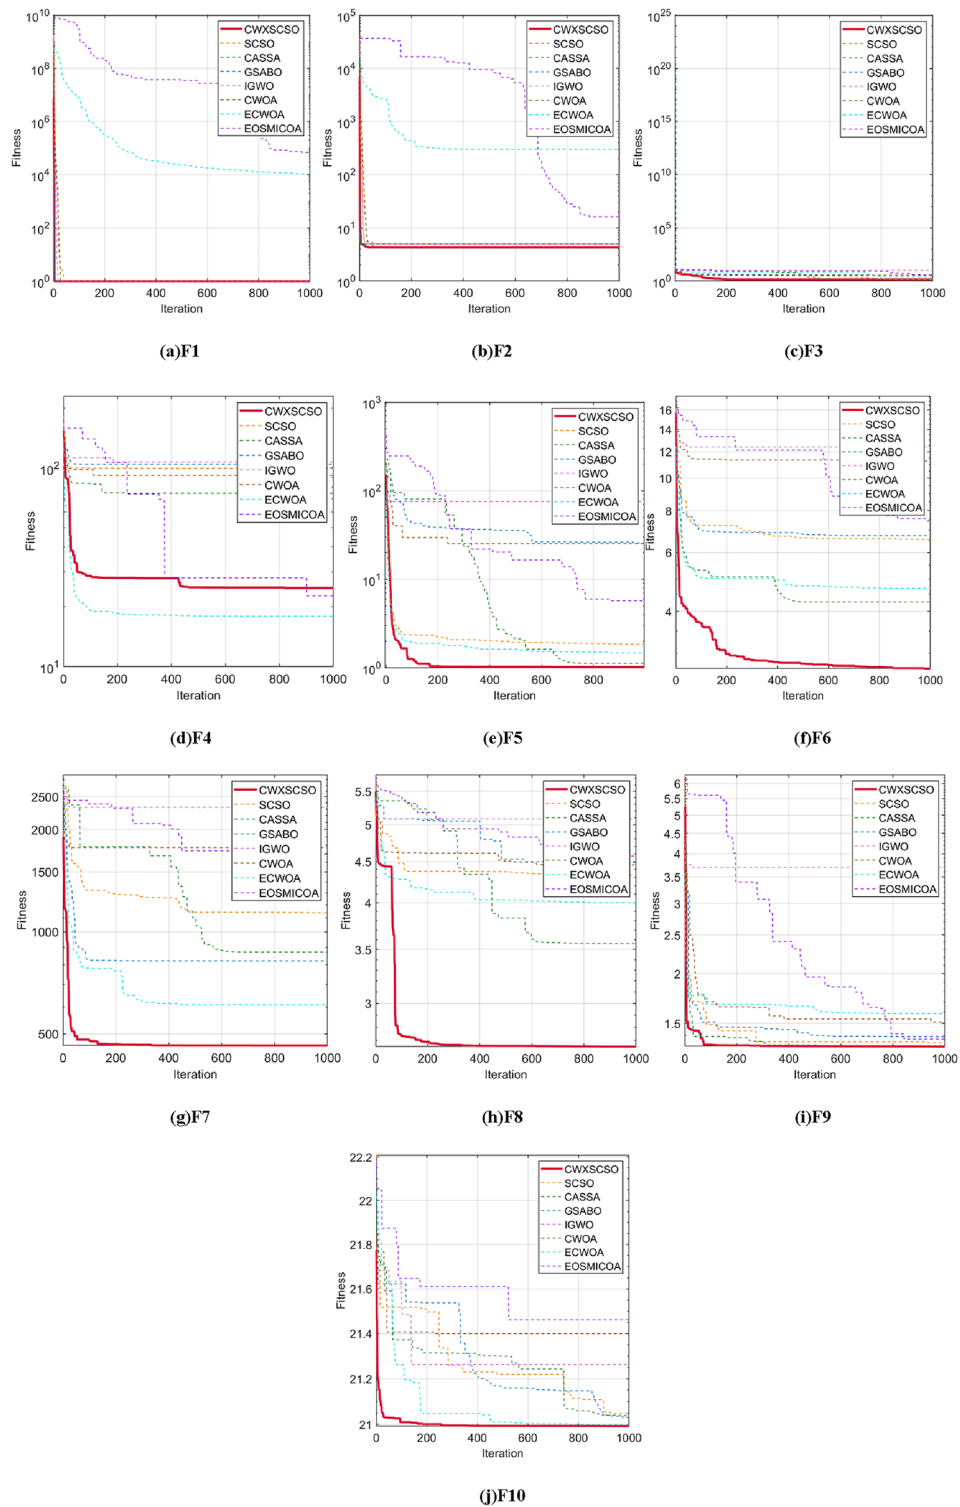 10^10
10^8
10^6
10^4
10^2
10^0
Fitness
0 200 400 600 800 1000
Iteration
CWXSCSO
SCSO
CASSA
GSABO
IGWO
CWOA
ECWOA
EOSMICOA
(a)F1
10^5
10^4
10^3
10^2
10^1
10^0
10^-1
Fitness
0 200 400 600 800 1000
Iteration
CWXSCSO
SCSO
CASSA
GSABO
IGWO
CWOA
ECWOA
EOSMICOA
(b)F2
10^25
10^20
10^15
10^10
10^5
10^0
Fitness
0 200 400 600 800 1000
Iteration
CWXSCSO
SCSO
CASSA
GSABO
IGWO
CWOA
ECWOA
EOSMICOA
(c)F3
10^2
10^1
Fitness
0 200 400 600 800 1000
Iteration
CWXSCSO
SCSO
CASSA
GSABO
IGWO
CWOA
ECWOA
EOSMICOA
(d)F4
10^3
10^2
10^1
10^0
Fitness
0 200 400 600 800
Iteration
CWXSCSO
SCSO
CASSA
GSABO
IGWO
CWOA
ECWOA
EOSMICOA
(e)F5
16
14
12
10
8
6
4
Fitness
0 200 400 600 800 1000
Iteration
CWXSCSO
SCSO
CASSA
GSABO
IGWO
CWOA
ECWOA
EOSMICOA
(f)F6
2500
2000
1500
1000
500
Fitness
0 200 400 600 800 1000
Iteration
CWXSCSO
SCSO
CASSA
GSABO
IGWO
CWOA
ECWOA
EOSMICOA
(g)F7
5.5
5
4.5
4
3.5
3
Fitness
0 200 400 600 800 1000
Iteration
CWXSCSO
SCSO
CASSA
GSABO
IGWO
CWOA
ECWOA
EOSMICOA
(h)F8
6
5.5
5
4.5
4
3.5
3
2.5
2
1.5
Fitness
0 200 400 600 800 1000
Iteration
CWXSCSO
SCSO
CASSA
GSABO
IGWO
CWOA
ECWOA
EOSMICOA
(i)F9
22.2
22
21.8
21.6
21.4
21.2
21
Fitness
0 200 400 600 800 1000
Iteration
CWXSCSO
SCSO
CASSA
GSABO
IGWO
CWOA
ECWOA
EOSMICOA
(j)F10